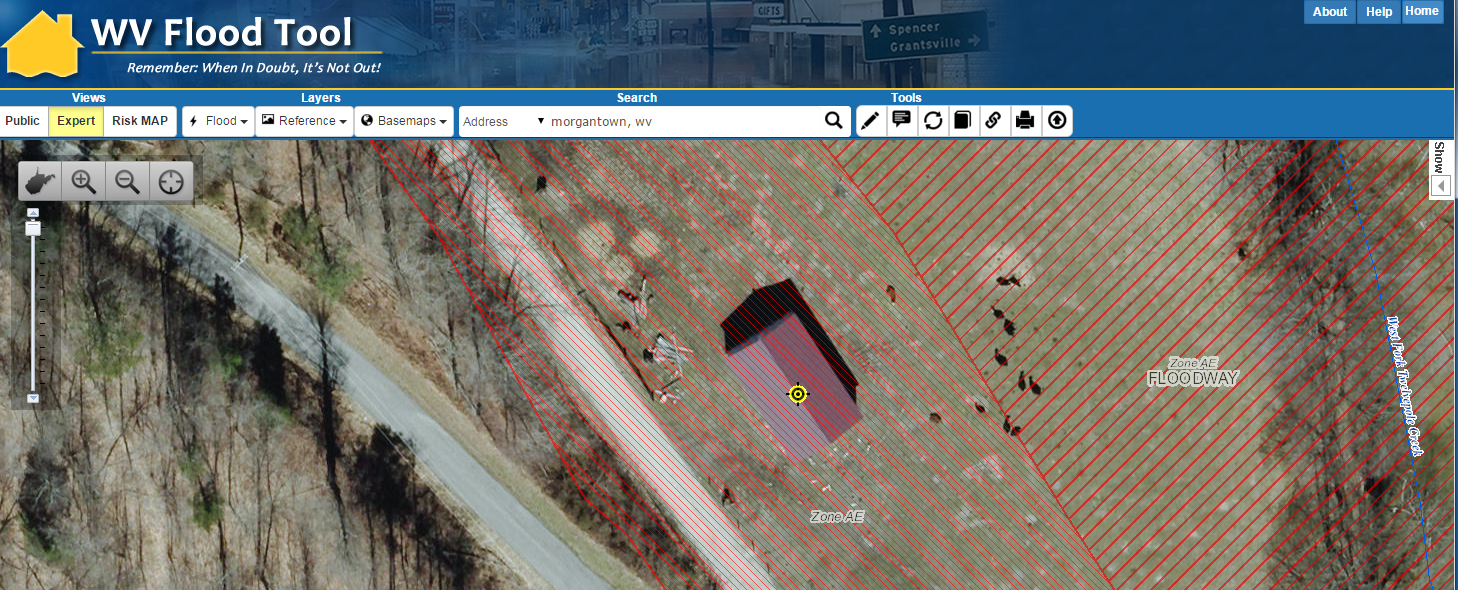 WV Flood Tool
Remember: When In Doubt, It's Not Out!
GIFTS
Spencer
Grantsville
About Help Home
Views Layers Search Tools
Public Expert Risk MAP Flood Reference Basemaps Address morgantown, wv
Show
Zone AE
FLOODWAY
West Fork Twelvepole Creek
Zone AE